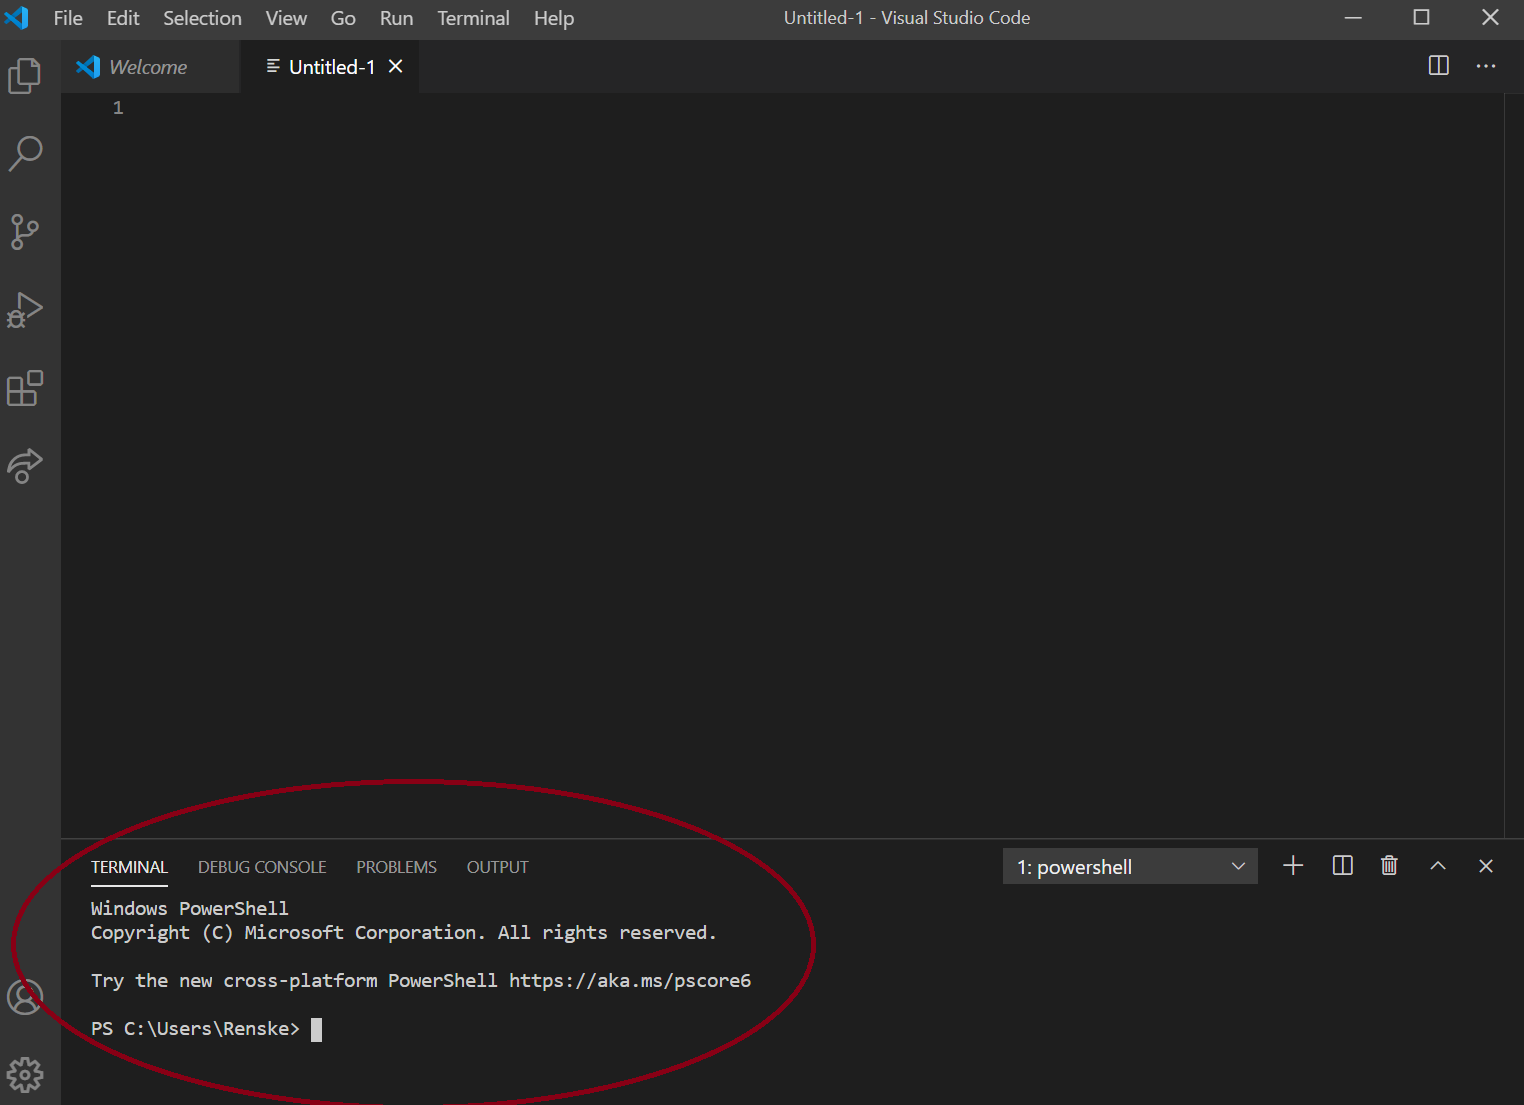 File Edit Selection View Go Run Terminal Help Untitled-1 - Visual Studio Code
Welcome Untitled-1
1
TERMINAL DEBUG CONSOLE PROBLEMS OUTPUT 1: powershell
Windows PowerShell
Copyright (C) Microsoft Corporation. All rights reserved.
Try the new cross-platform PowerShell https://aka.ms/pscore6
PS C:\Users\Renske>